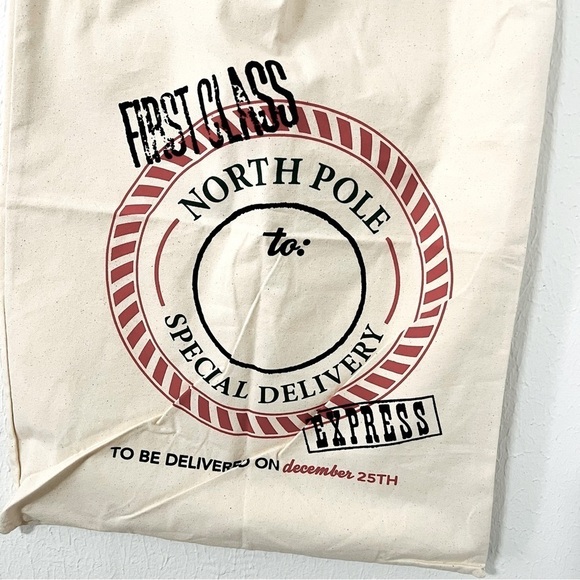 FIRST CLASS
NORTH POLE
to:
SPECIAL DELIVERY
EXPRESS
TO BE DELIVERED ON december 25TH